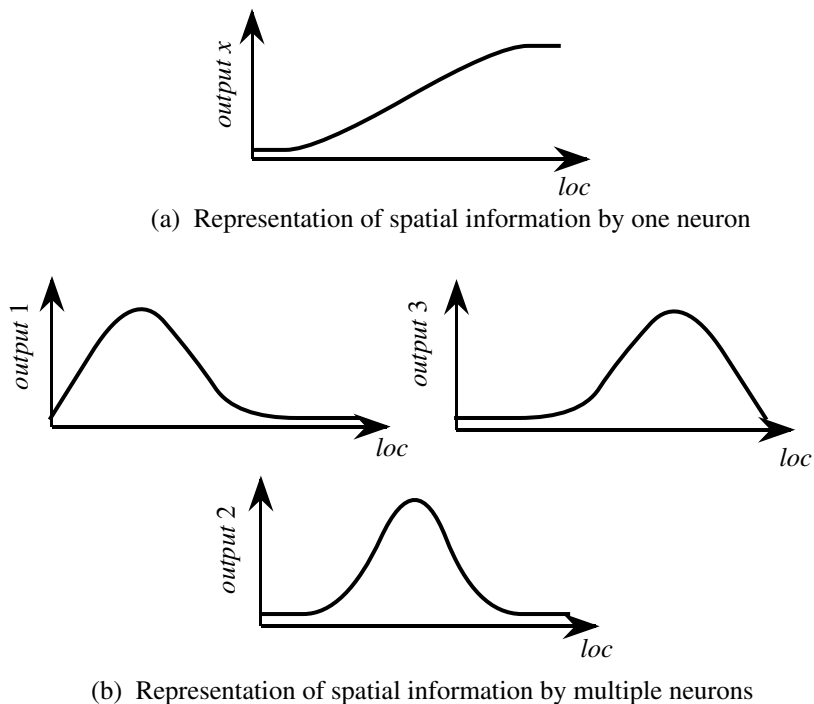 output x
loc
(a) Representation of spatial information by one neuron
output 1
loc
output 3
loc
output 2
loc
(b) Representation of spatial information by multiple neurons